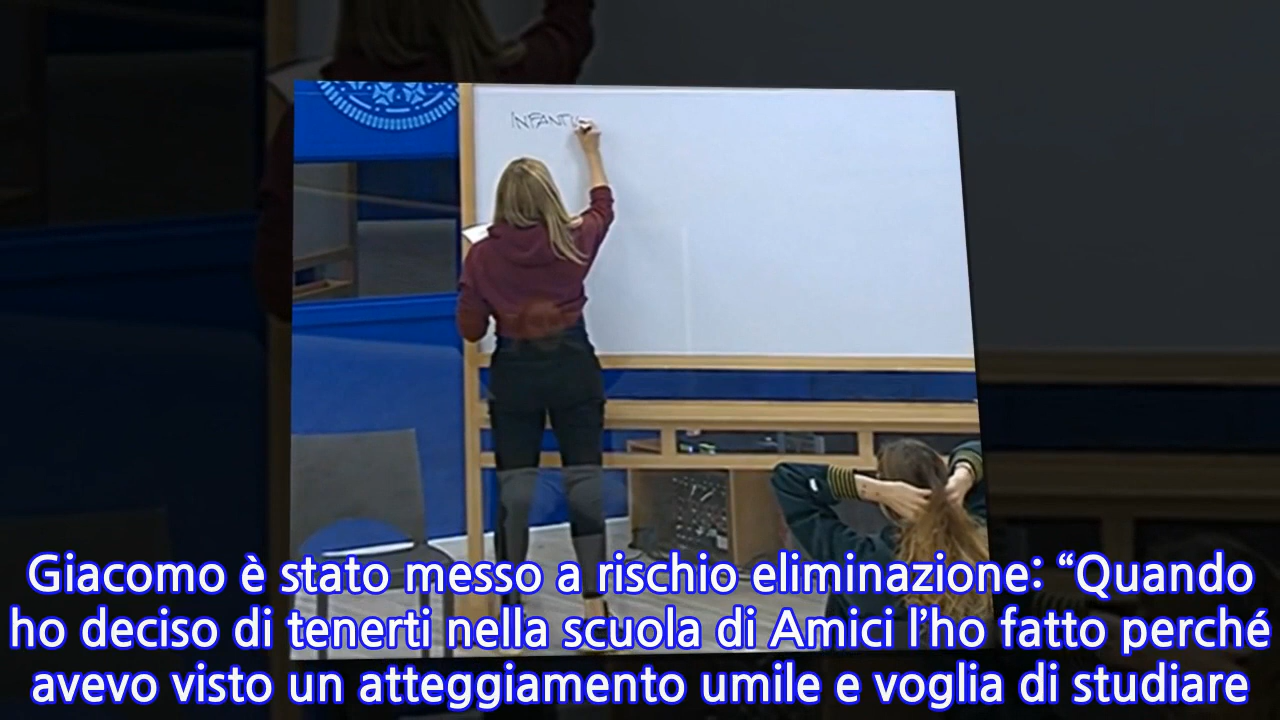 INFANTI
Giacomo è stato messo a rischio eliminazione: “Quando
ho deciso di tenerti nella scuola di Amici l’ho fatto perché
avevo visto un atteggiamento umile e voglia di studiare